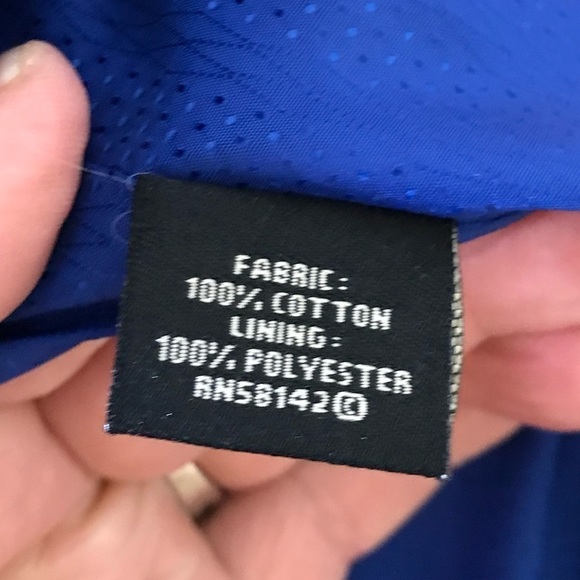 FABRIC:
100% COTTON
LINING:
100% POLYESTER
RN58142©